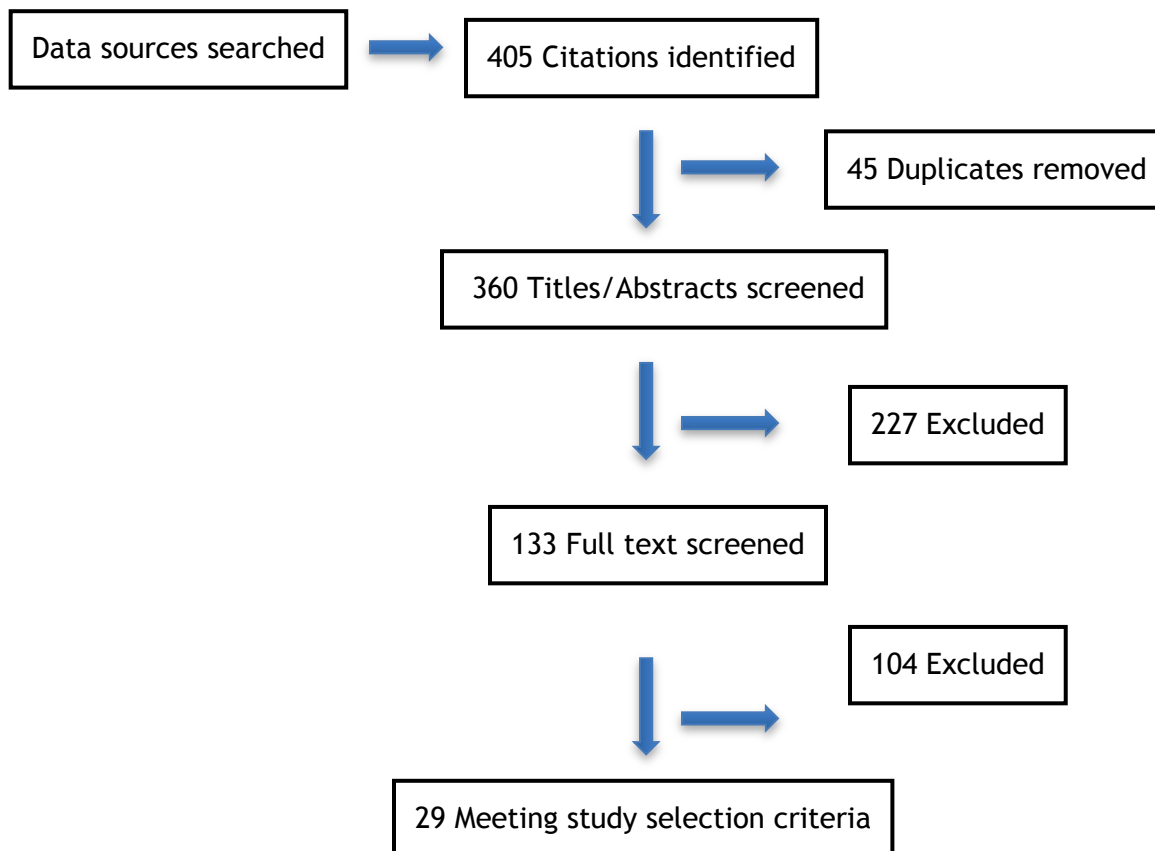 Data sources searched
405 Citations identified
45 Duplicates removed
360 Titles/Abstracts screened
227 Excluded
133 Full text screened
104 Excluded
29 Meeting study selection criteria